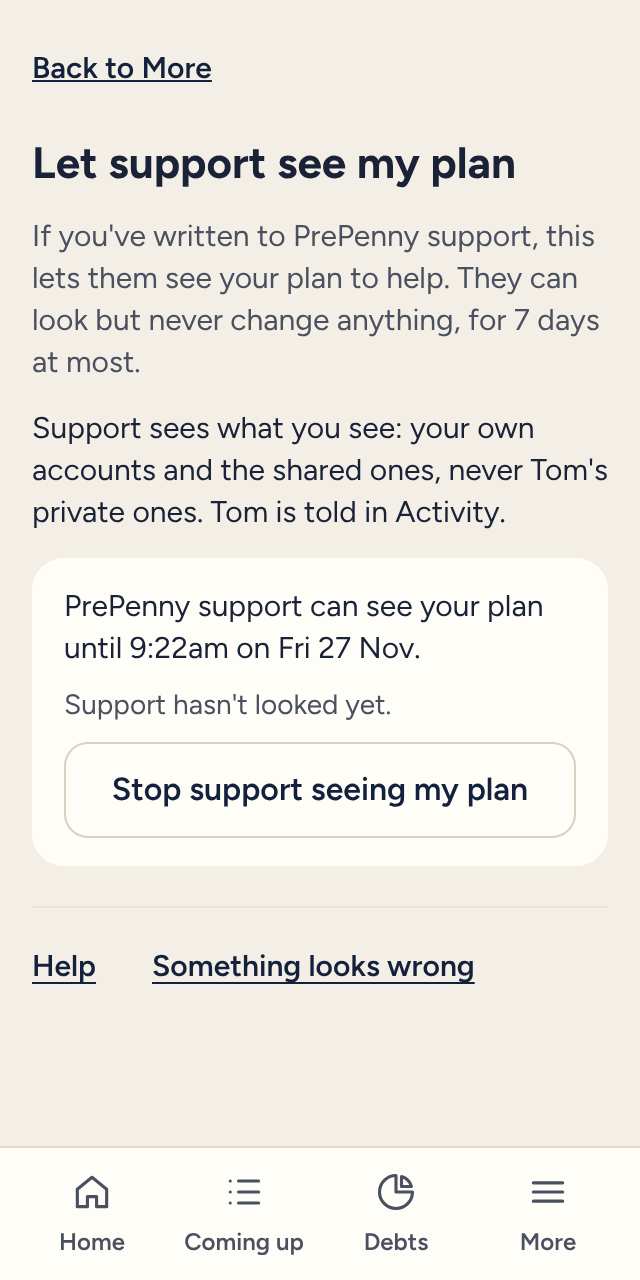 Back to More
Let support see my plan
If you've written to PrePenny support, this
lets them see your plan to help. They can
look but never change anything, for 7 days
at most.
Support sees what you see: your own
accounts and the shared ones, never Tom's
private ones. Tom is told in Activity.
PrePenny support can see your plan
until 9:22am on Fri 27 Nov.
Support hasn't looked yet.
Stop support seeing my plan
Help Something looks wrong
Home Coming up Debts More